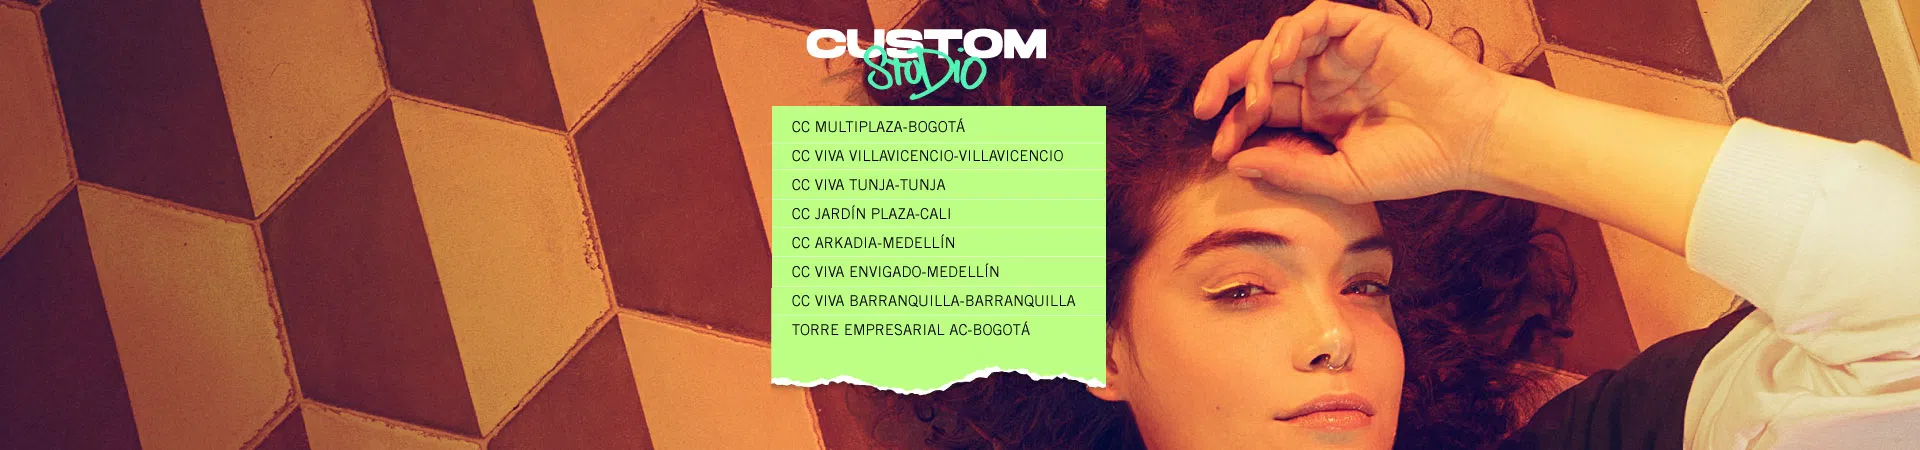 CUSTOM
STUDIO
CC MULTIPLAZA-BOGOTÁ
CC VIVA VILLAVICENCIO-VILLAVICENCIO
CC VIVA TUNJA-TUNJA
CC JARDÍN PLAZA-CALI
CC ARKADIA-MEDELLÍN
CC VIVA ENVIGADO-MEDELLÍN
CC VIVA BARRANQUILLA-BARRANQUILLA
TORRE EMPRESARIAL AC-BOGOTÁ